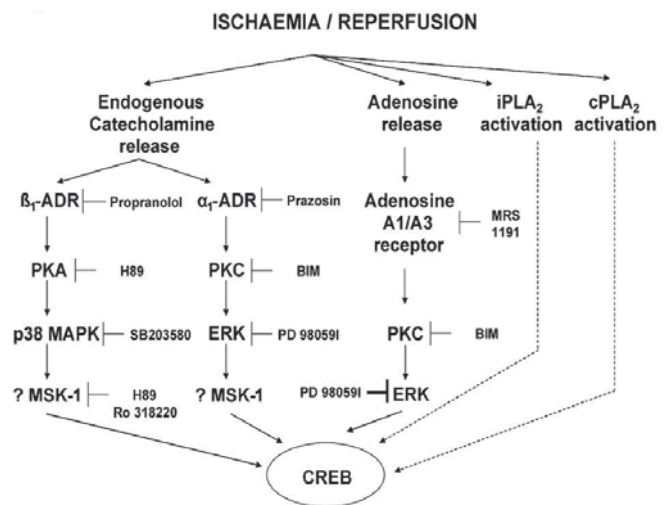 ISCHAEMIA / REPERFUSION
Endogenous
Catecholamine
release
Adenosine
release
iPLA₂
activation
cPLA₂
activation
ß₁-ADR
Propranolol
α₁-ADR
Prazosin
Adenosine
A1/A3
receptor
MRS
1191
PKA
H89
PKC
BIM
p38 MAPK
SB203580
ERK
PD 98059I
PKC
BIM
? MSK-1
H89
Ro 318220
? MSK-1
PD 98059I
ERK
CREB